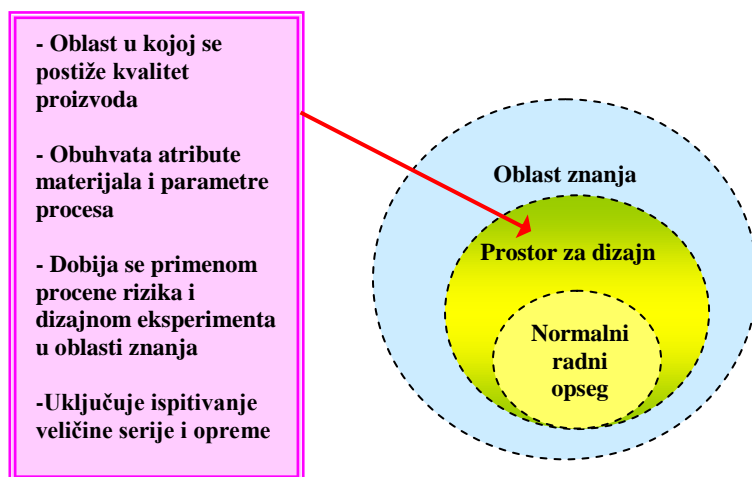 - Oblast u kojoj se
postiže kvalitet
proizvoda
- Obuhvata atribute
materijala i parametre
procesa
- Dobija se primenom
procene rizika i
dizajnom eksperimenta
u oblasti znanja
-Uključuje ispitivanje
veličine serije i opreme
Oblast znanja
Prostor za dizajn
Normalni
radni
opseg